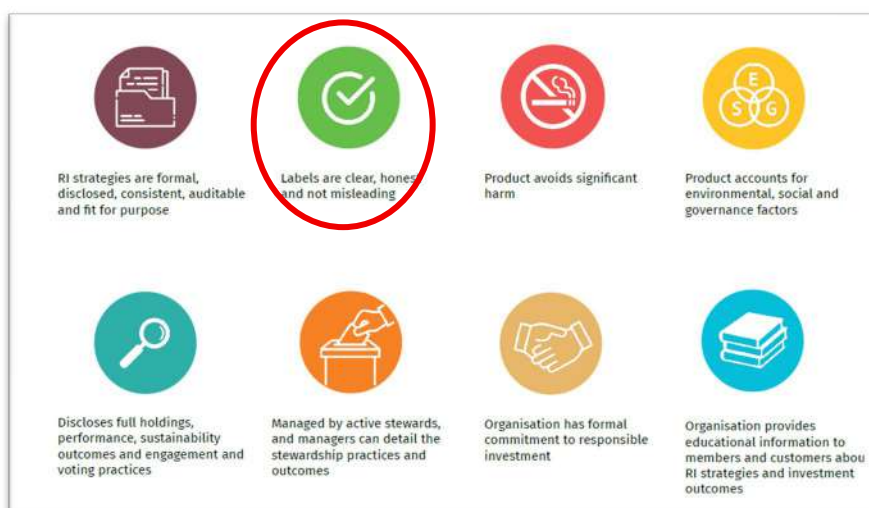 RI strategies are formal,
disclosed, consistent, auditable
and fit for purpose
Labels are clear, hones
and not misleading
Product avoids significant
harm
E
S G
Product accounts for
environmental, social and
governance factors
Discloses full holdings,
performance, sustainability
outcomes and engagement and
voting practices
Managed by active stewards,
and managers can detail the
stewardship practices and
outcomes
Organisation has formal
commitment to responsible
investment
Organisation provides
educational information to
members and customers abou
RI strategies and investment
outcomes